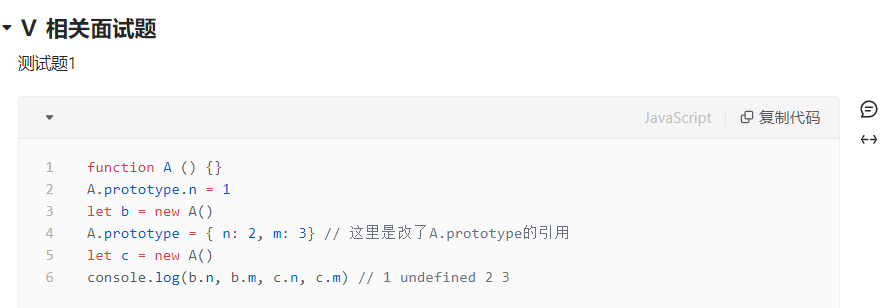 V 相关面试题
测试题1
JavaScript 复制代码
1 function A () {}
2 A.prototype.n = 1
3 let b = new A()
4 A.prototype = { n: 2, m: 3} // 这里是改了A.prototype的引用
5 let c = new A()
6 console.log(b.n, b.m, c.n, c.m) // 1 undefined 2 3